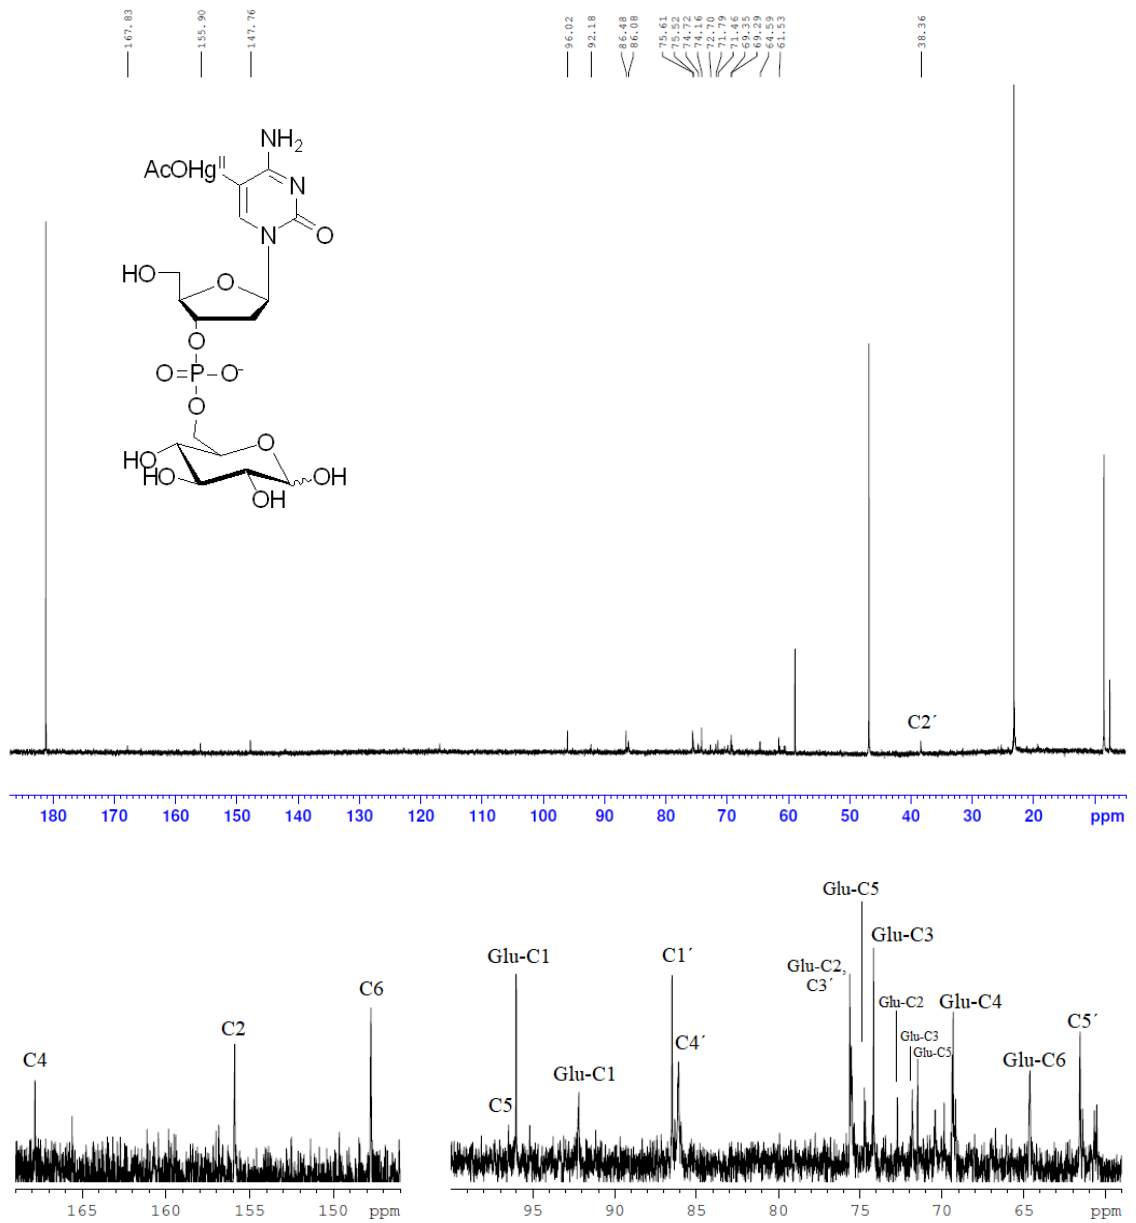 167.83
155.90
147.76
96.02
92.18
86.48
86.08
75.61
75.52
74.72
74.16
72.70
71.79
71.46
69.35
69.29
64.59
61.53
38.36
NH2
AcOHgII
N
N
O
HO
O
O
O=P–O-
O
O
HO
HO
OH
OH
C2´
180 170 160 150 140 130 120 110 100 90 80 70 60 50 40 30 20 ppm
Glu-C5
Glu-C3
Glu-C1
C1´
Glu-C2,
C3´
C6
Glu-C2
Glu-C4
C2
C5´
Glu-C3
C4´
Glu-C5
C4
Glu-C6
Glu-C1
C5
165 160 155 150 ppm
95 90 85 80 75 70 65 ppm